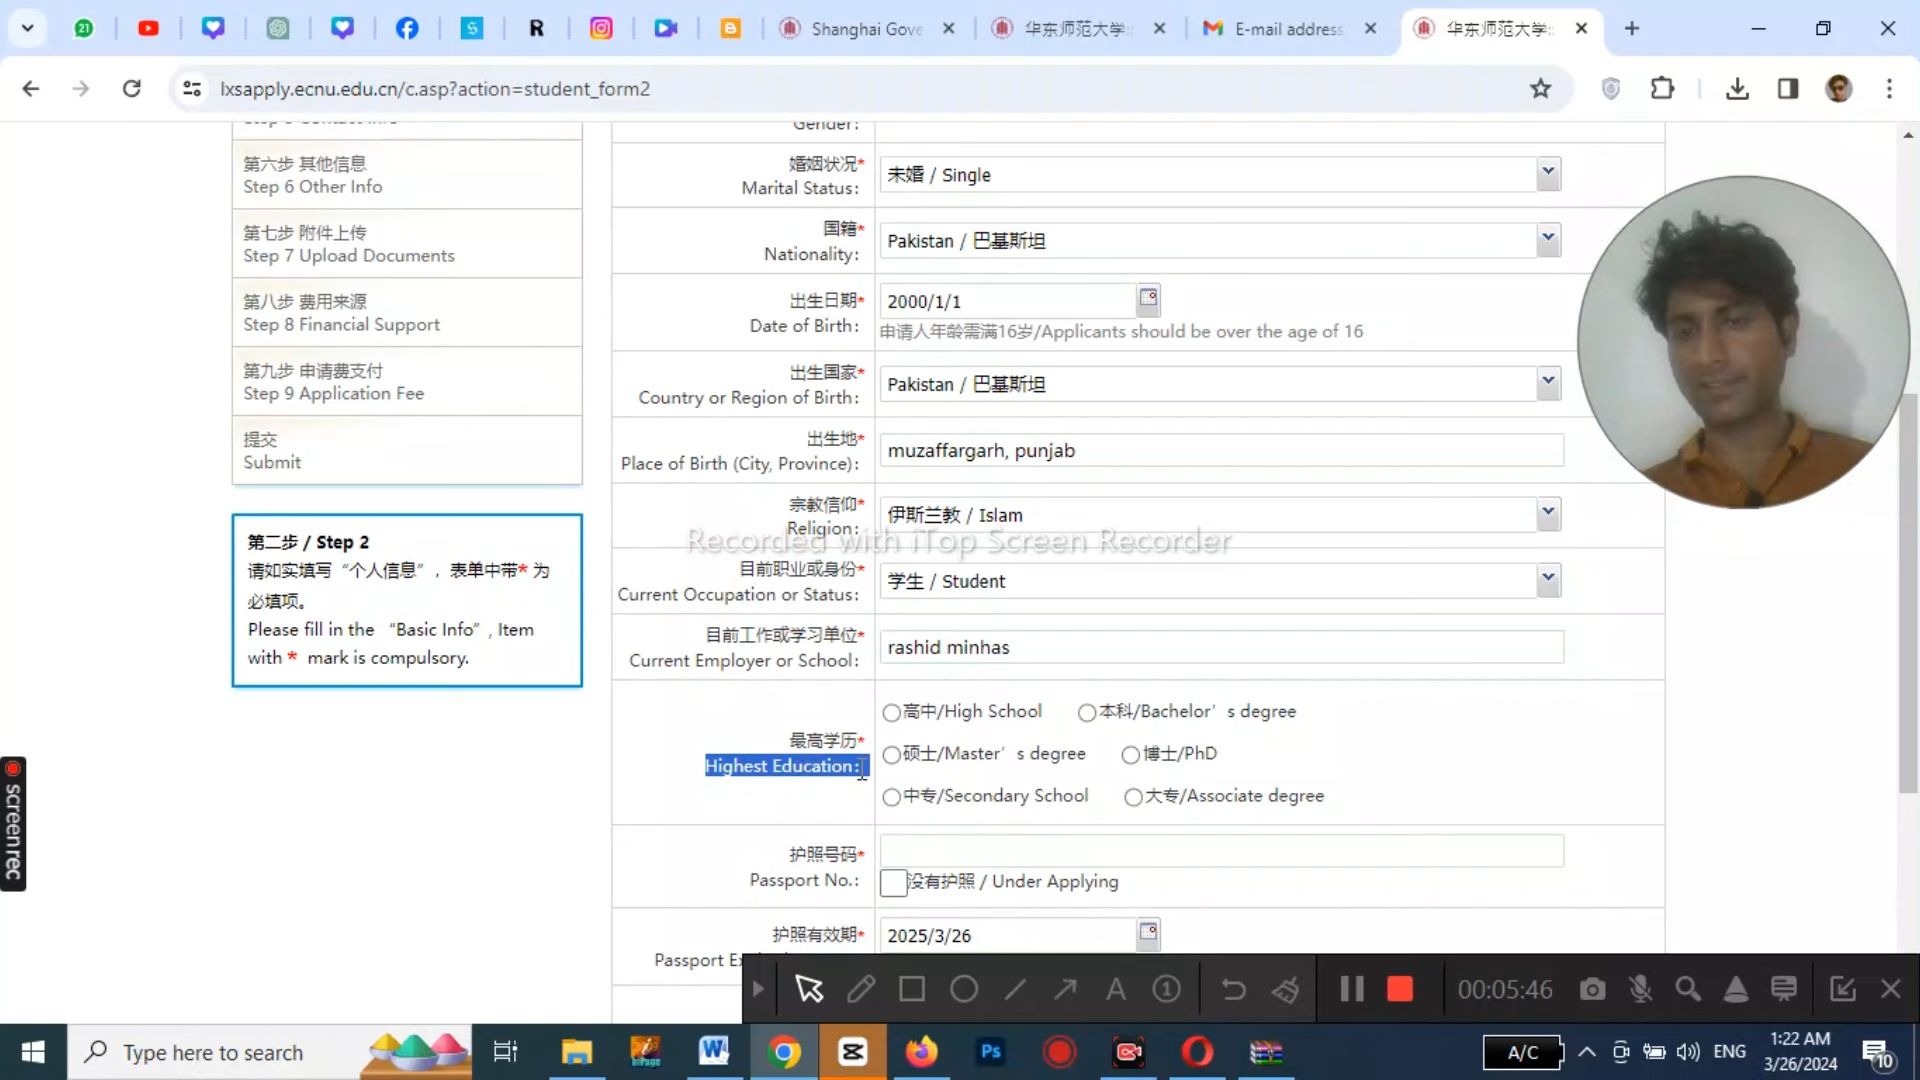 21
Shanghai Gove
华东师范大学::
E-mail address
华东师范大学::
lxsapply.ecnu.edu.cn/c.asp?action=student_form2
Gender:
第六步 其他信息
Step 6 Other Info
第七步 附件上传
Step 7 Upload Documents
第八步 费用来源
Step 8 Financial Support
第九步 申请费支付
Step 9 Application Fee
提交
Submit
第二步 / Step 2
请如实填写“个人信息”，表单中带* 为
必填项。
Please fill in the “Basic Info”, Item
with * mark is compulsory.
婚姻状况*
Marital Status:
未婚 / Single
国籍*
Nationality:
Pakistan / 巴基斯坦
出生日期*
Date of Birth:
2000/1/1
申请人年龄需满16岁/Applicants should be over the age of 16
出生国家*
Country or Region of Birth:
Pakistan / 巴基斯坦
出生地*
Place of Birth (City, Province):
muzaffargarh, punjab
宗教信仰*
Religion:
伊斯兰教 / Islam
Recorded with iTop Screen Recorder
目前职业或身份*
Current Occupation or Status:
学生 / Student
目前工作或学习单位*
Current Employer or School:
rashid minhas
最高学历*
Highest Education:
高中/High School 本科/Bachelor’s degree
硕士/Master’s degree 博士/PhD
中专/Secondary School 大专/Associate degree
护照号码*
Passport No.:
没有护照 / Under Applying
护照有效期*
Passport Ex
2025/3/26
screenrec
00:05:46
Type here to search
A/C
ENG
1:22 AM
3/26/2024
10